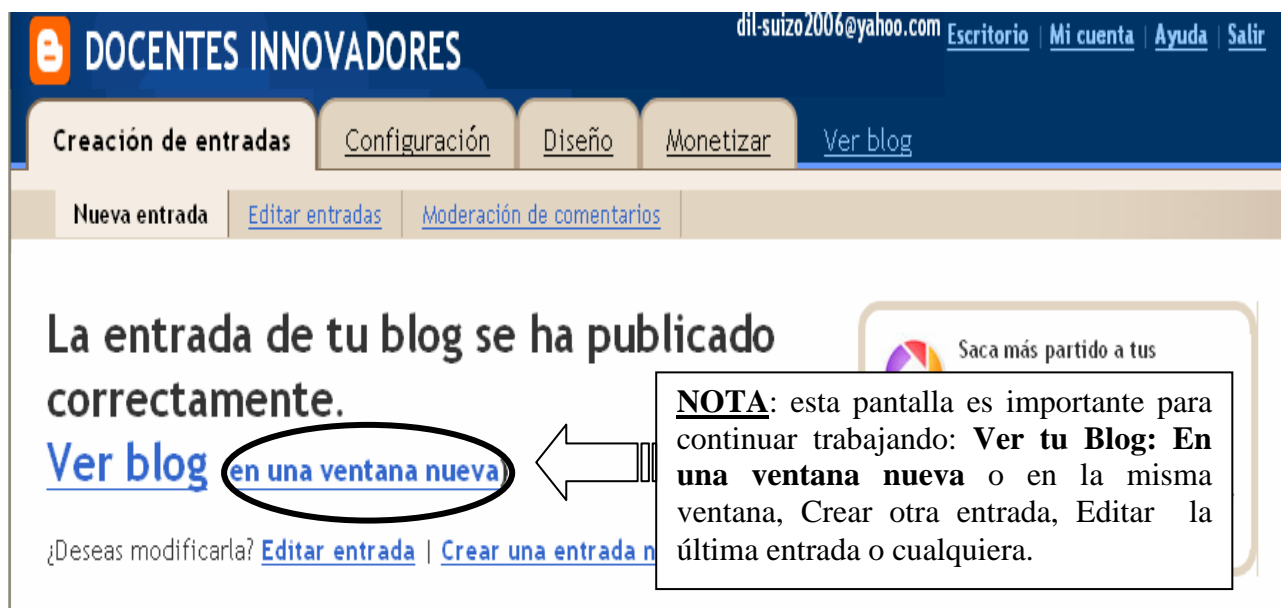 DOCENTES INNOVADORES
dil-suizo2006@yahoo.com Escritorio | Mi cuenta | Ayuda | Salir
Creación de entradas Configuración Diseño Monetizar Ver blog
Nueva entrada Editar entradas Moderación de comentarios
La entrada de tu blog se ha publicado
correctamente.
Ver blog en una ventana nueva)
¿Deseas modificarla? Editar entrada | Crear una entrada n
Saca más partido a tus
NOTA: esta pantalla es importante para
continuar trabajando: Ver tu Blog: En
una ventana nueva o en la misma
ventana, Crear otra entrada, Editar la
última entrada o cualquiera.